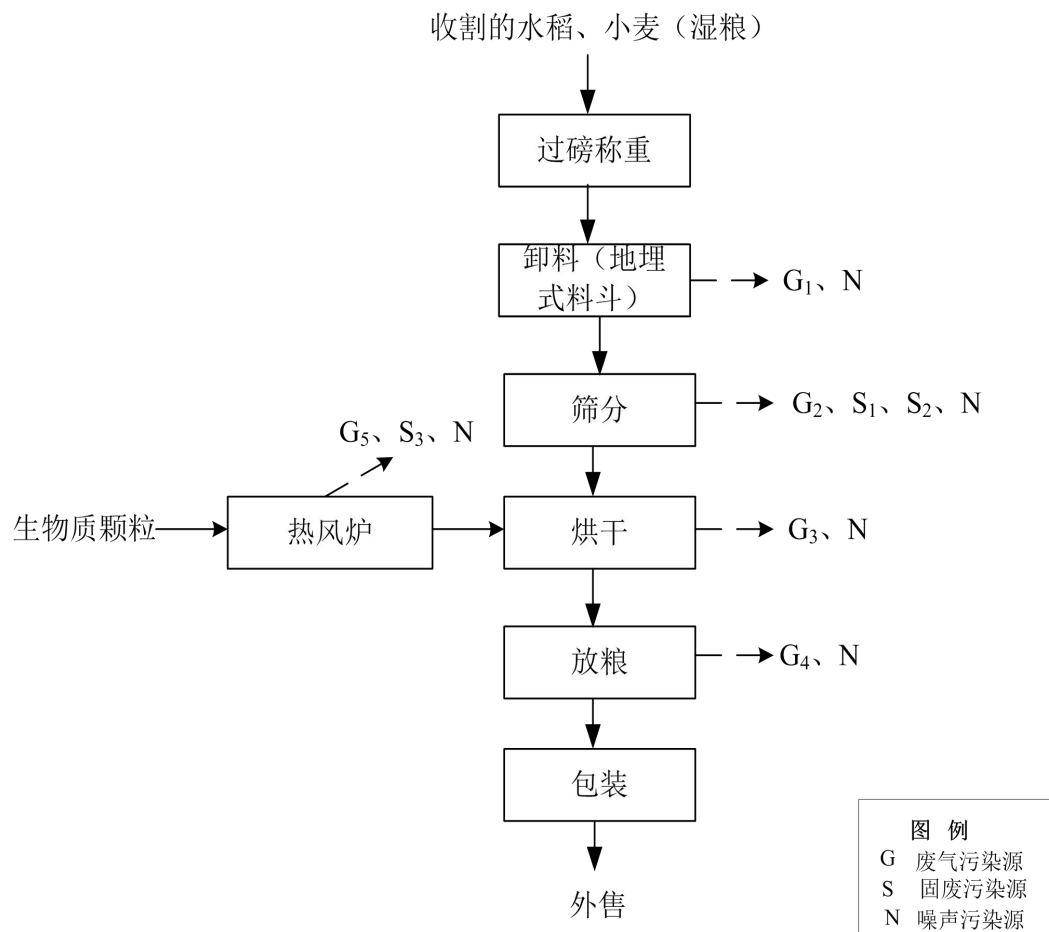 收割的水稻、小麦（湿粮）
过磅称重
卸料（地埋
式料斗）
G₁、N
筛分
G₂、S₁、S₂、N
G₅、S₃、N
生物质颗粒
热风炉
烘干
G₃、N
放粮
G₄、N
包装
外售
图 例
G 废气污染源
S 固废污染源
N 噪声污染源